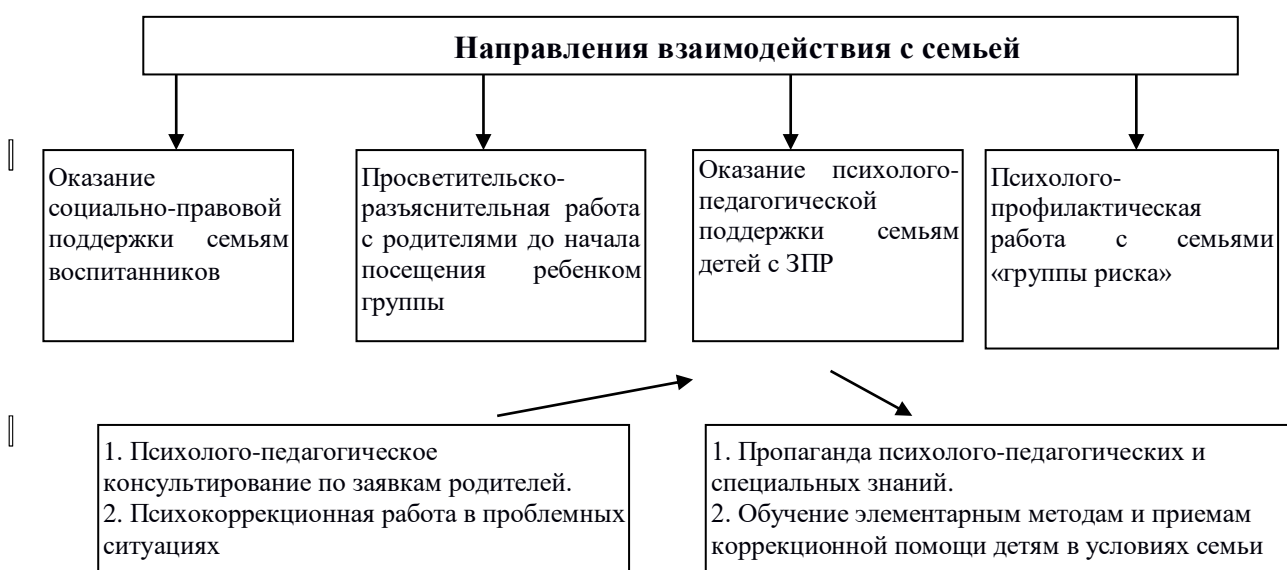 Направления взаимодействия с семьей
Оказание
социально-правовой
поддержки семьям
воспитанников
Просветительско-
разъяснительная работа
с родителями до начала
посещения ребенком
группы
Оказание психолого-
педагогической
поддержки семьям
детей с ЗПР
Психолого-
профилактическая
работа с семьями
«группы риска»
1. Психолого-педагогическое
консультирование по заявкам родителей.
2. Психокоррекционная работа в проблемных
ситуациях
1. Пропаганда психолого-педагогических и
специальных знаний.
2. Обучение элементарным методам и приемам
коррекционной помощи детям в условиях семьи